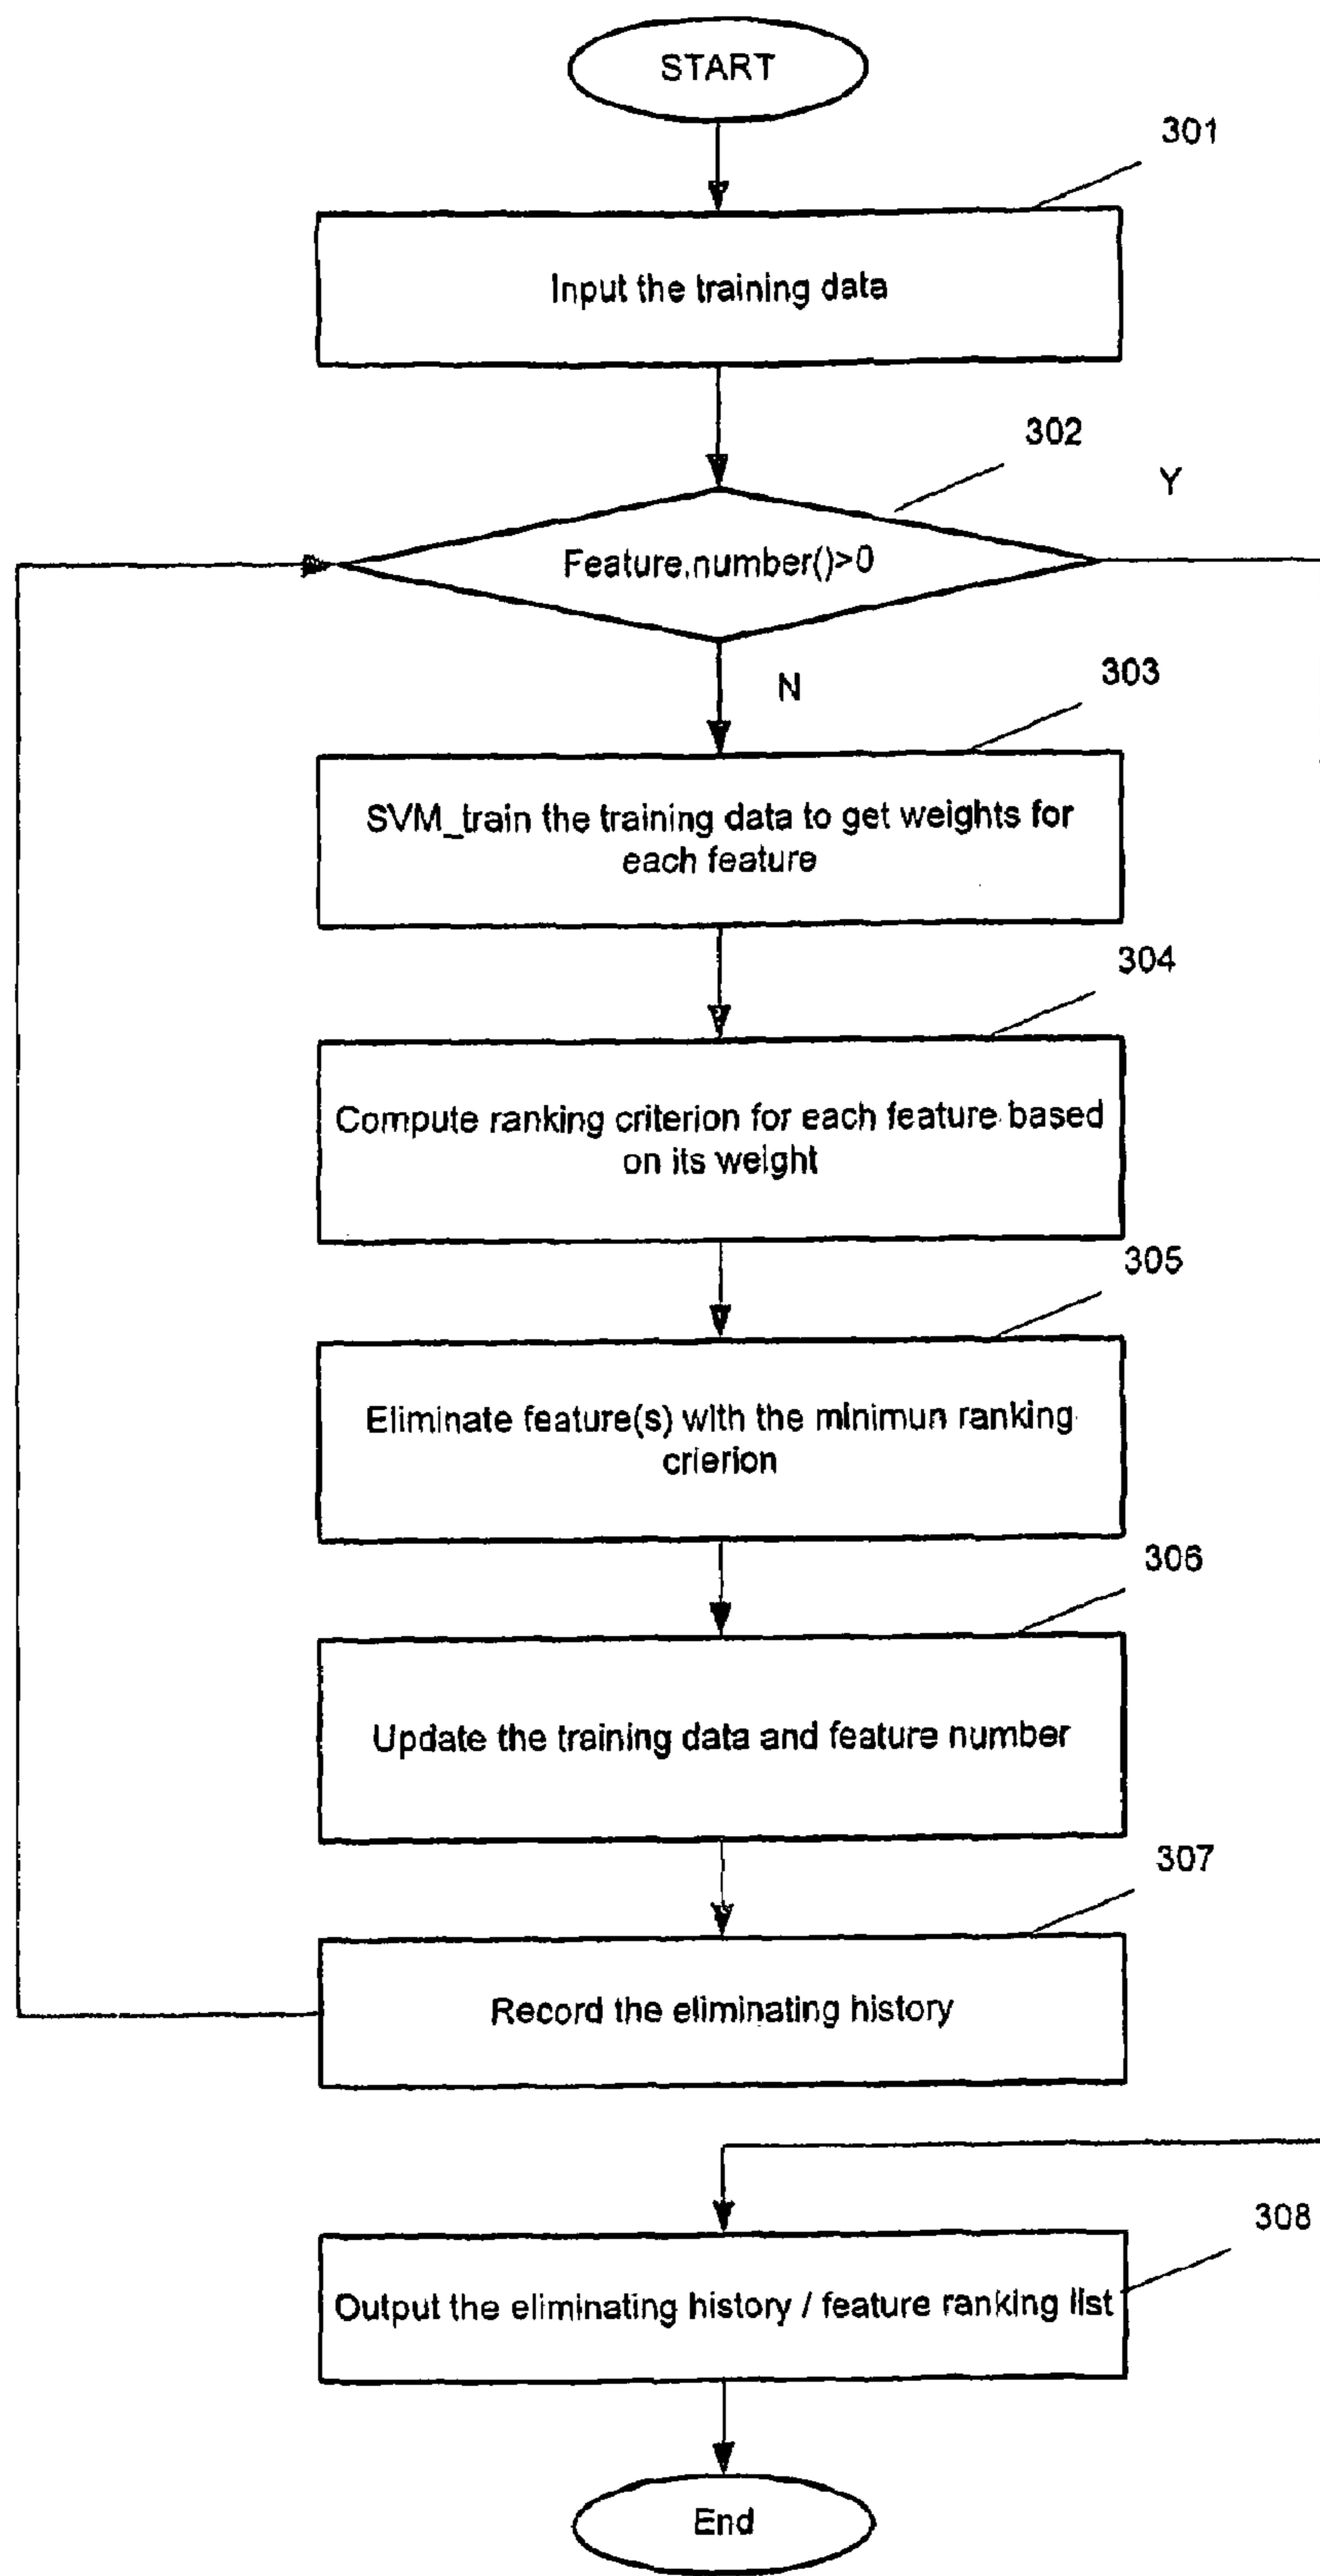 START
301
Input the training data
302
Y
Feature.number()>0
N
303
SVM_train the training data to get weights for
each feature
304
Compute ranking criterion for each feature based
on its weight
305
Eliminate feature(s) with the minimun ranking
crierion
306
Update the training data and feature number
307
Record the eliminating history
308
Output the eliminating history / feature ranking list
End